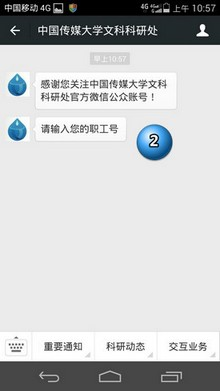 中国移动 4G 4G 上午 10:57
中国传媒大学文科科研处
早上10:57
感谢您关注中国传媒大学文科
科研处官方微信公众账号！
请输入您的职工号
2
重要通知 科研动态 交互业务